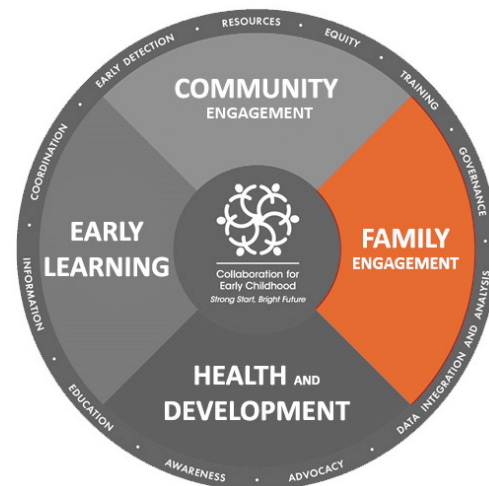 RESOURCES • EQUITY • TRAINING • GOVERNANCE • DATA INTEGRATION AND ANALYSIS • ADVOCACY • AWARENESS • EDUCATION • INFORMATION • COORDINATION • EARLY DETECTION •
COMMUNITY
ENGAGEMENT
EARLY
LEARNING
Collaboration for
Early Childhood
Strong Start, Bright Future
FAMILY
ENGAGEMENT
HEALTH AND
DEVELOPMENT